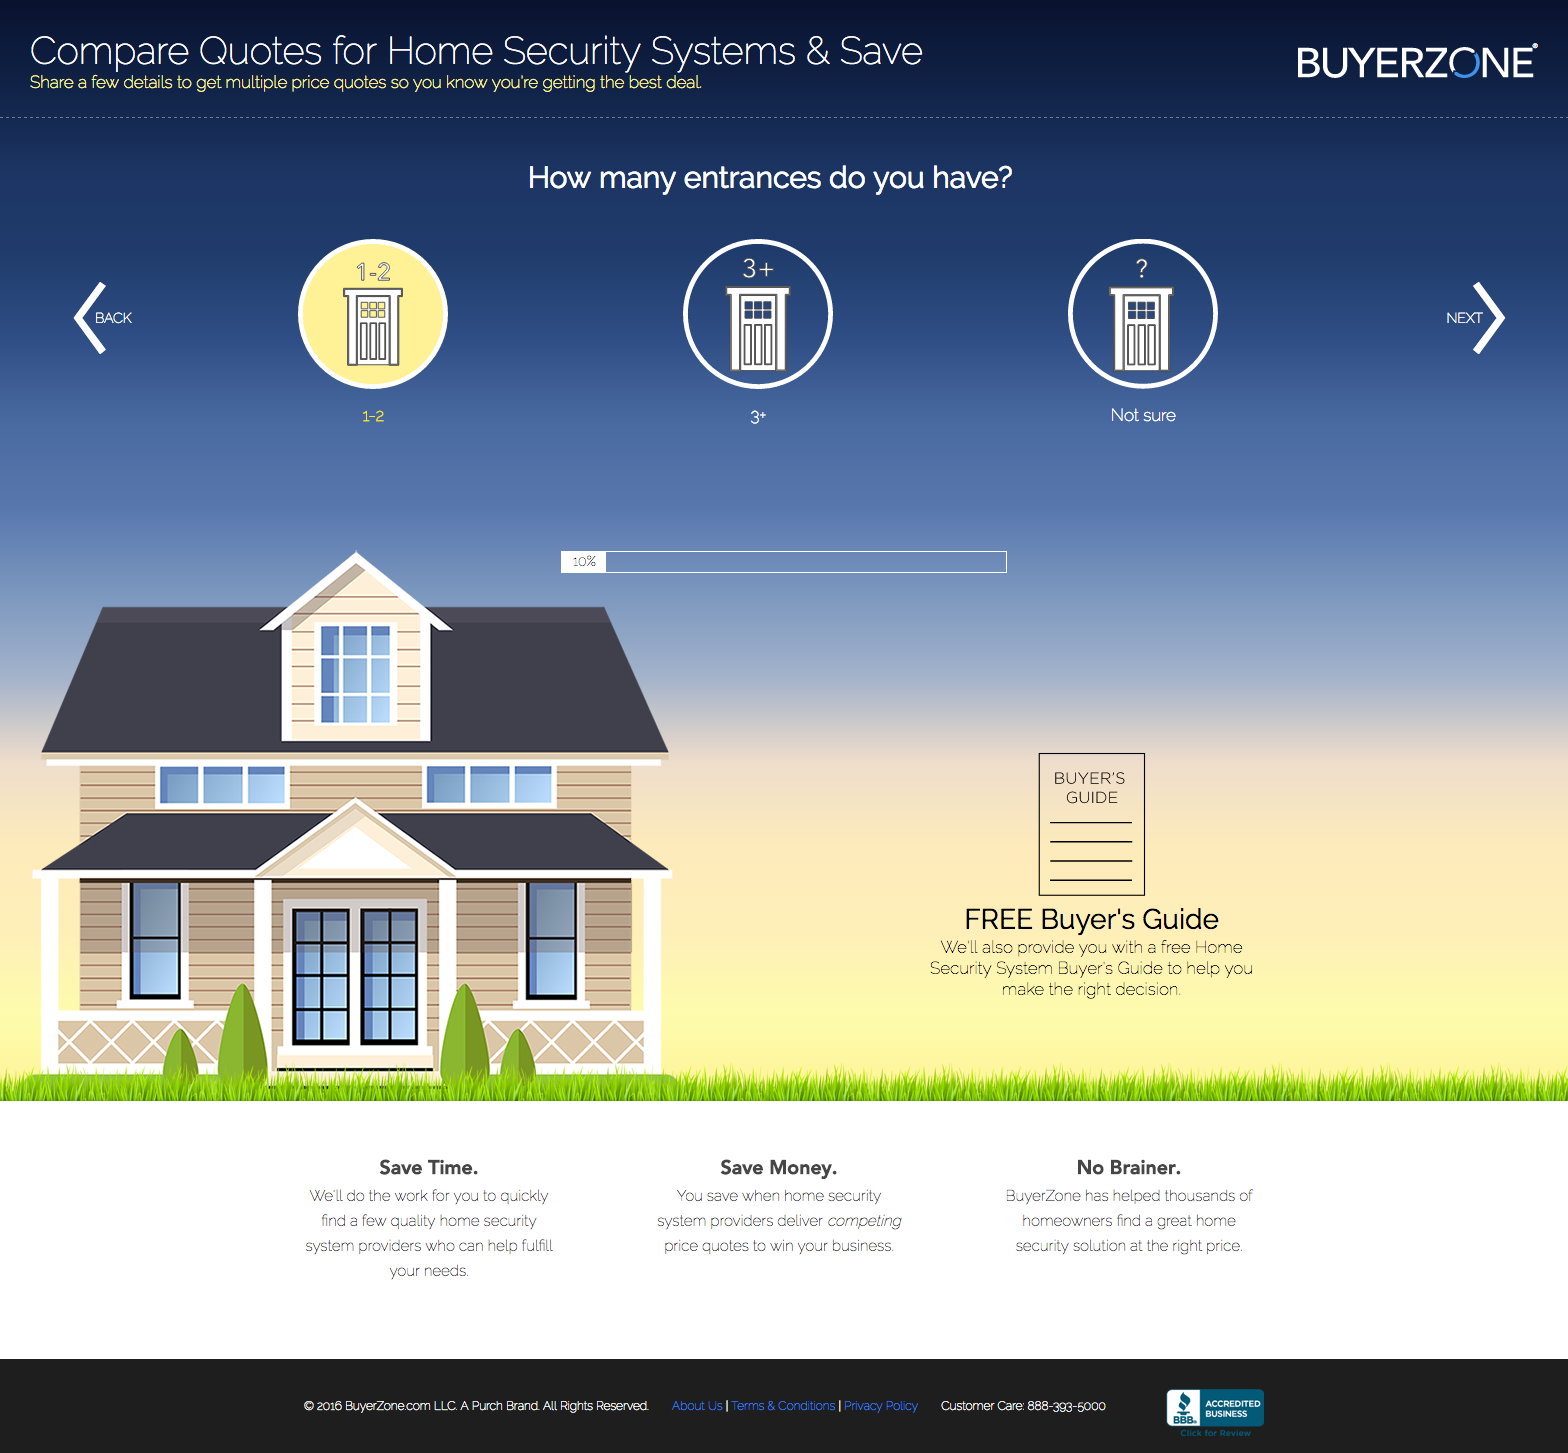 Compare Quotes for Home Security Systems & Save
Share a few details to get multiple price quotes so you know you're getting the best deal.
BUYERZONE®
How many entrances do you have?
BACK
1-2
3+
?
NEXT
1-2
3+
Not sure
10%
BUYER'S
GUIDE
FREE Buyer's Guide
We'll also provide you with a free Home
Security System Buyer's Guide to help you
make the right decision.
Save Time.
We'll do the work for you to quickly
find a few quality home security
system providers who can help fulfill
your needs.
Save Money.
You save when home security
system providers deliver competing
price quotes to win your business.
No Brainer.
BuyerZone has helped thousands of
homeowners find a great home
security solution at the right price.
© 2016 BuyerZone.com LLC. A Purch Brand. All Rights Reserved. About Us | Terms & Conditions | Privacy Policy Customer Care: 888-393-5000
BBB.
ACCREDITED
BUSINESS
Click for Review